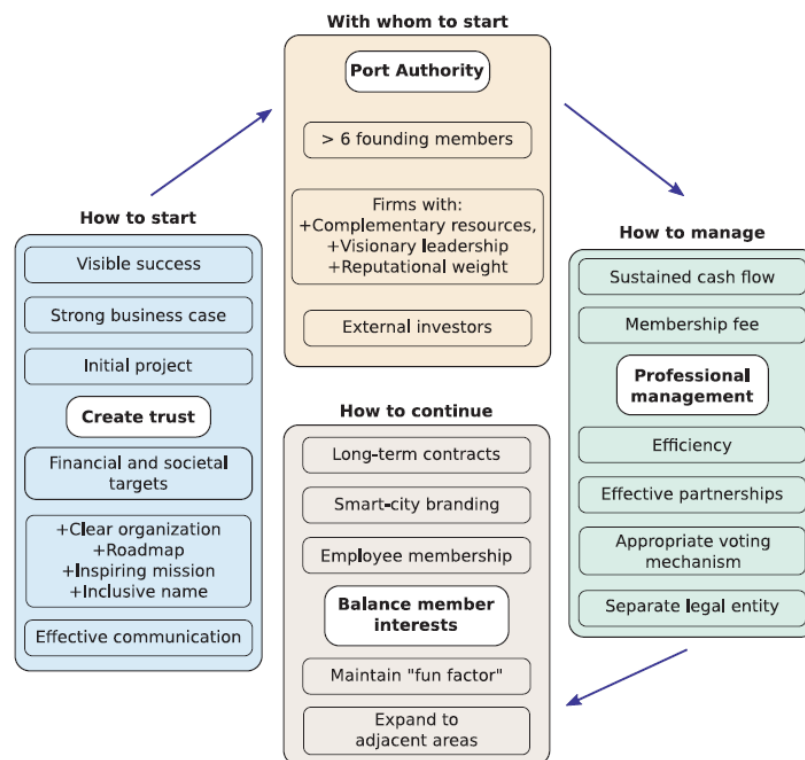 With whom to start
Port Authority
> 6 founding members
Firms with:
+Complementary resources,
+Visionary leadership
+Reputational weight
External investors
How to start
Visible success
Strong business case
Initial project
Create trust
Financial and societal
targets
+Clear organization
+Roadmap
+Inspiring mission
+Inclusive name
Effective communication
How to manage
Sustained cash flow
Membership fee
Professional
management
Efficiency
Effective partnerships
Appropriate voting
mechanism
Separate legal entity
How to continue
Long-term contracts
Smart-city branding
Employee membership
Balance member
interests
Maintain "fun factor"
Expand to
adjacent areas